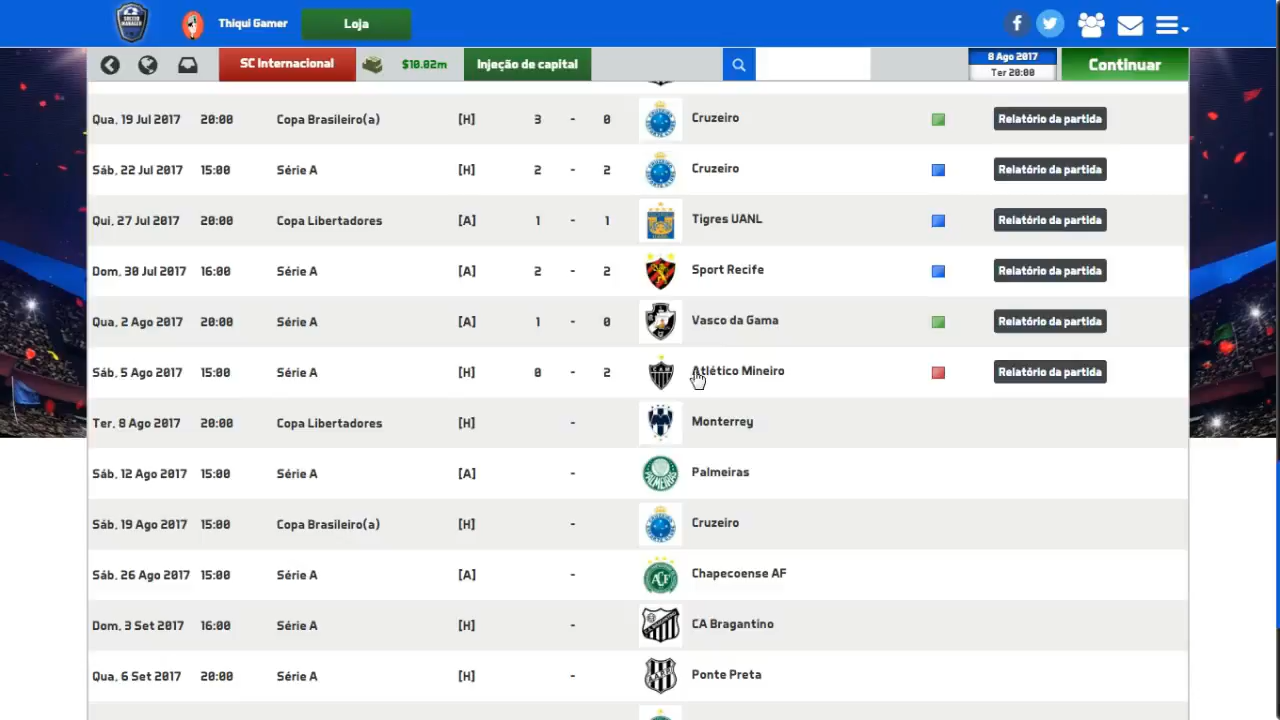 Thiquí Gamer
Loja
SC Internacional
$10.02m
Injeção de capital
8 Ago 2017
Ter 20:00
Continuar
Qua, 19 Jul 2017 20:00 Copa Brasileiro(a) [H] 3 - 0 Cruzeiro Relatório da partida
Sáb, 22 Jul 2017 15:00 Série A [H] 2 - 2 Cruzeiro Relatório da partida
Qui, 27 Jul 2017 20:00 Copa Libertadores [A] 1 - 1 Tigres UANL Relatório da partida
Dom, 30 Jul 2017 16:00 Série A [A] 2 - 2 Sport Recife Relatório da partida
Qua, 2 Ago 2017 20:00 Série A [A] 1 - 0 Vasco da Gama Relatório da partida
Sáb, 5 Ago 2017 15:00 Série A [H] 0 - 2 Atlético Mineiro Relatório da partida
Ter, 8 Ago 2017 20:00 Copa Libertadores [H] - Monterrey
Sáb, 12 Ago 2017 15:00 Série A [A] - Palmeiras
Sáb, 19 Ago 2017 15:00 Copa Brasileiro(a) [H] - Cruzeiro
Sáb, 26 Ago 2017 15:00 Série A [A] - Chapecoense AF
Dom, 3 Set 2017 16:00 Série A [H] - CA Bragantino
Qua, 6 Set 2017 20:00 Série A [H] - Ponte Preta